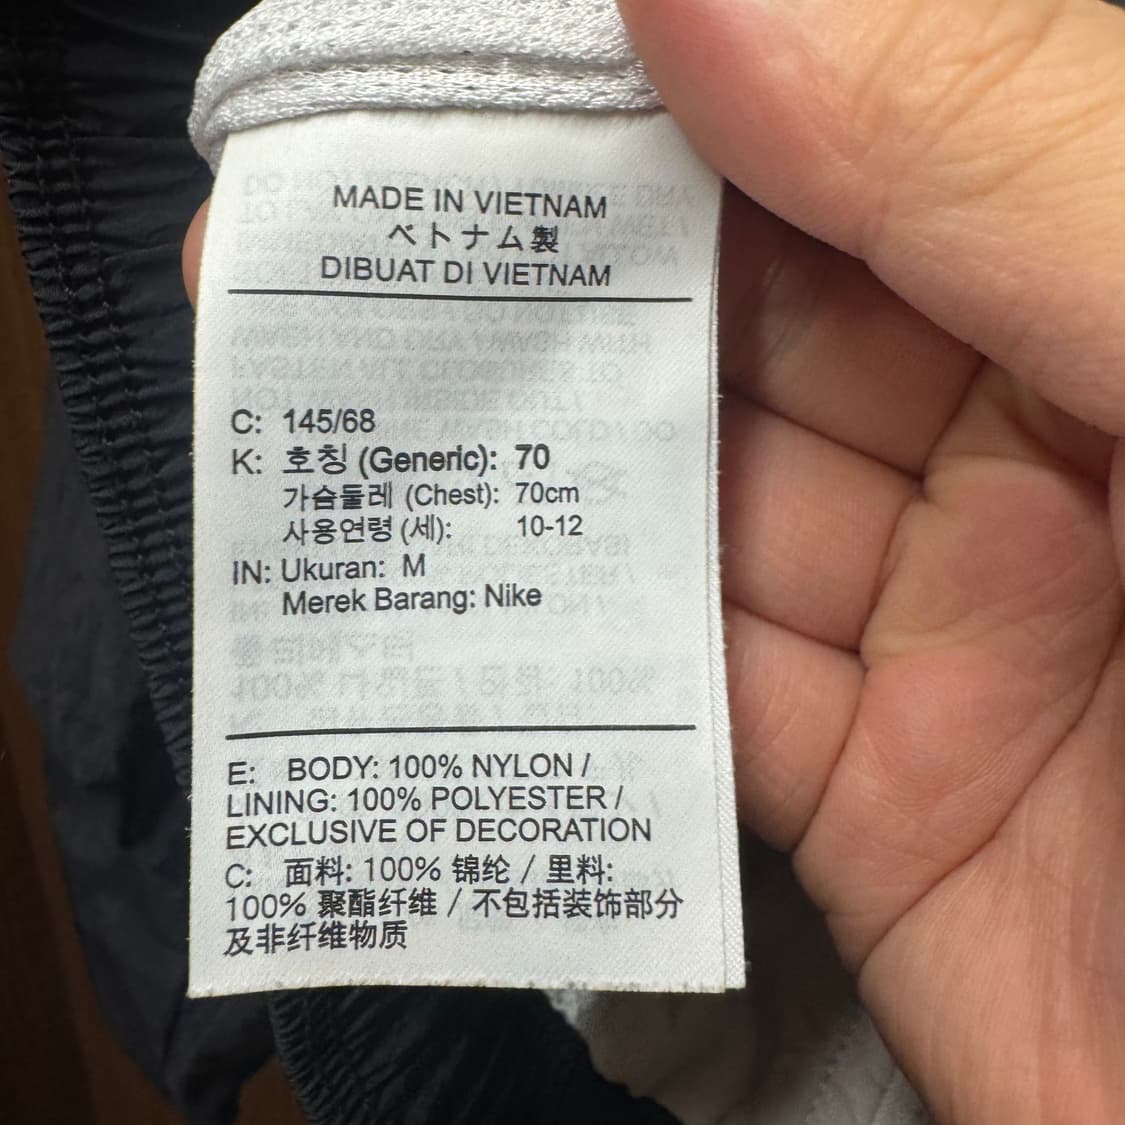 MADE IN VIETNAM
ベトナム製
DIBUAT DI VIETNAM
C: 145/68
K: 호칭 (Generic): 70
가슴둘레 (Chest): 70cm
사용연령 (세): 10-12
IN: Ukuran: M
Merek Barang: Nike
E: BODY: 100% NYLON /
LINING: 100% POLYESTER /
EXCLUSIVE OF DECORATION
C: 面料: 100% 锦纶 / 里料:
100% 聚酯纤维 / 不包括装饰部分
及非纤维物质